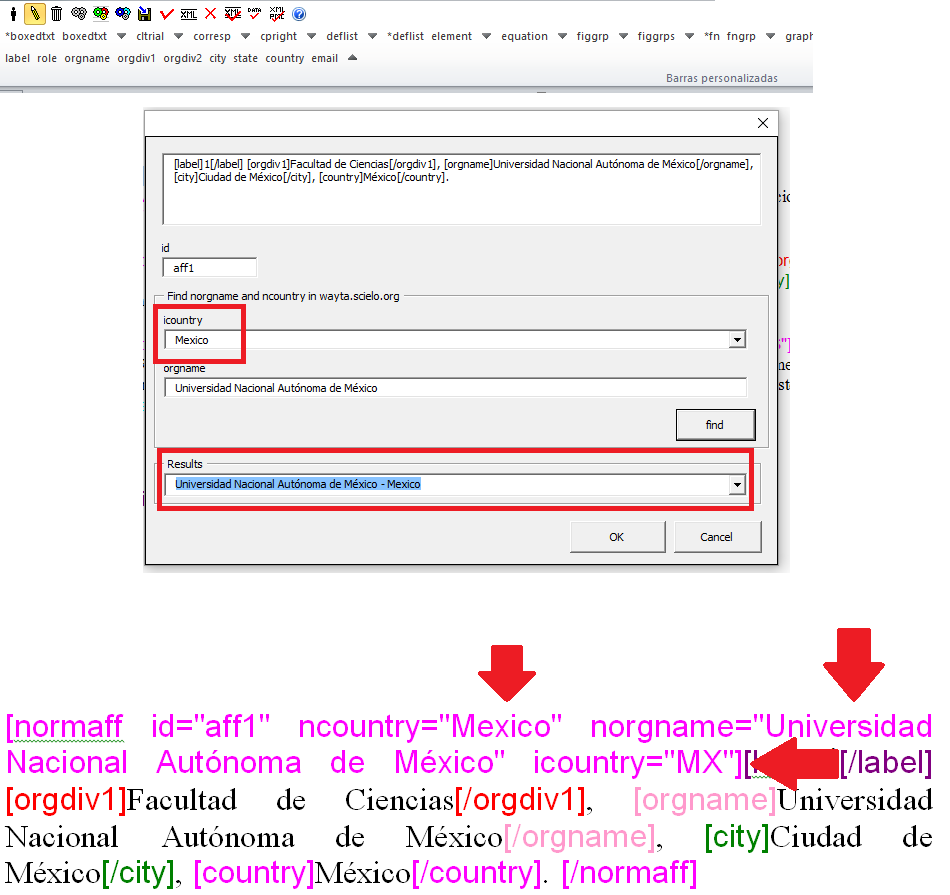 XML XML DATA XML PMC ?
*boxedtxt boxedtxt cltrial corresp cpright deflist *deflist element equation figgrp figgrps *fn fngrp
label role orgname orgdiv1 orgdiv2 city state country email
Barras personalizadas
[label]1[/label] [orgdiv1]Facultad de Ciencias[/orgdiv1], [orgname]Universidad Nacional Autónoma de México[/orgname],
[city]Ciudad de México[/city], [country]México[/country].
id
aff1
Find norgname and ncountry in wayta.scielo.org
icountry
Mexico
orgname
Universidad Nacional Autónoma de México
find
Results
Universidad Nacional Autónoma de México - Mexico
OK Cancel
[normaff id="aff1" ncountry="Mexico" norgname="Universidad
Nacional Autónoma de México" icountry="MX"][/label]
[orgdiv1]Facultad de Ciencias[/orgdiv1], [orgname]Universidad
Nacional Autónoma de México[/orgname], [city]Ciudad de
México[/city], [country]México[/country]. [/normaff]